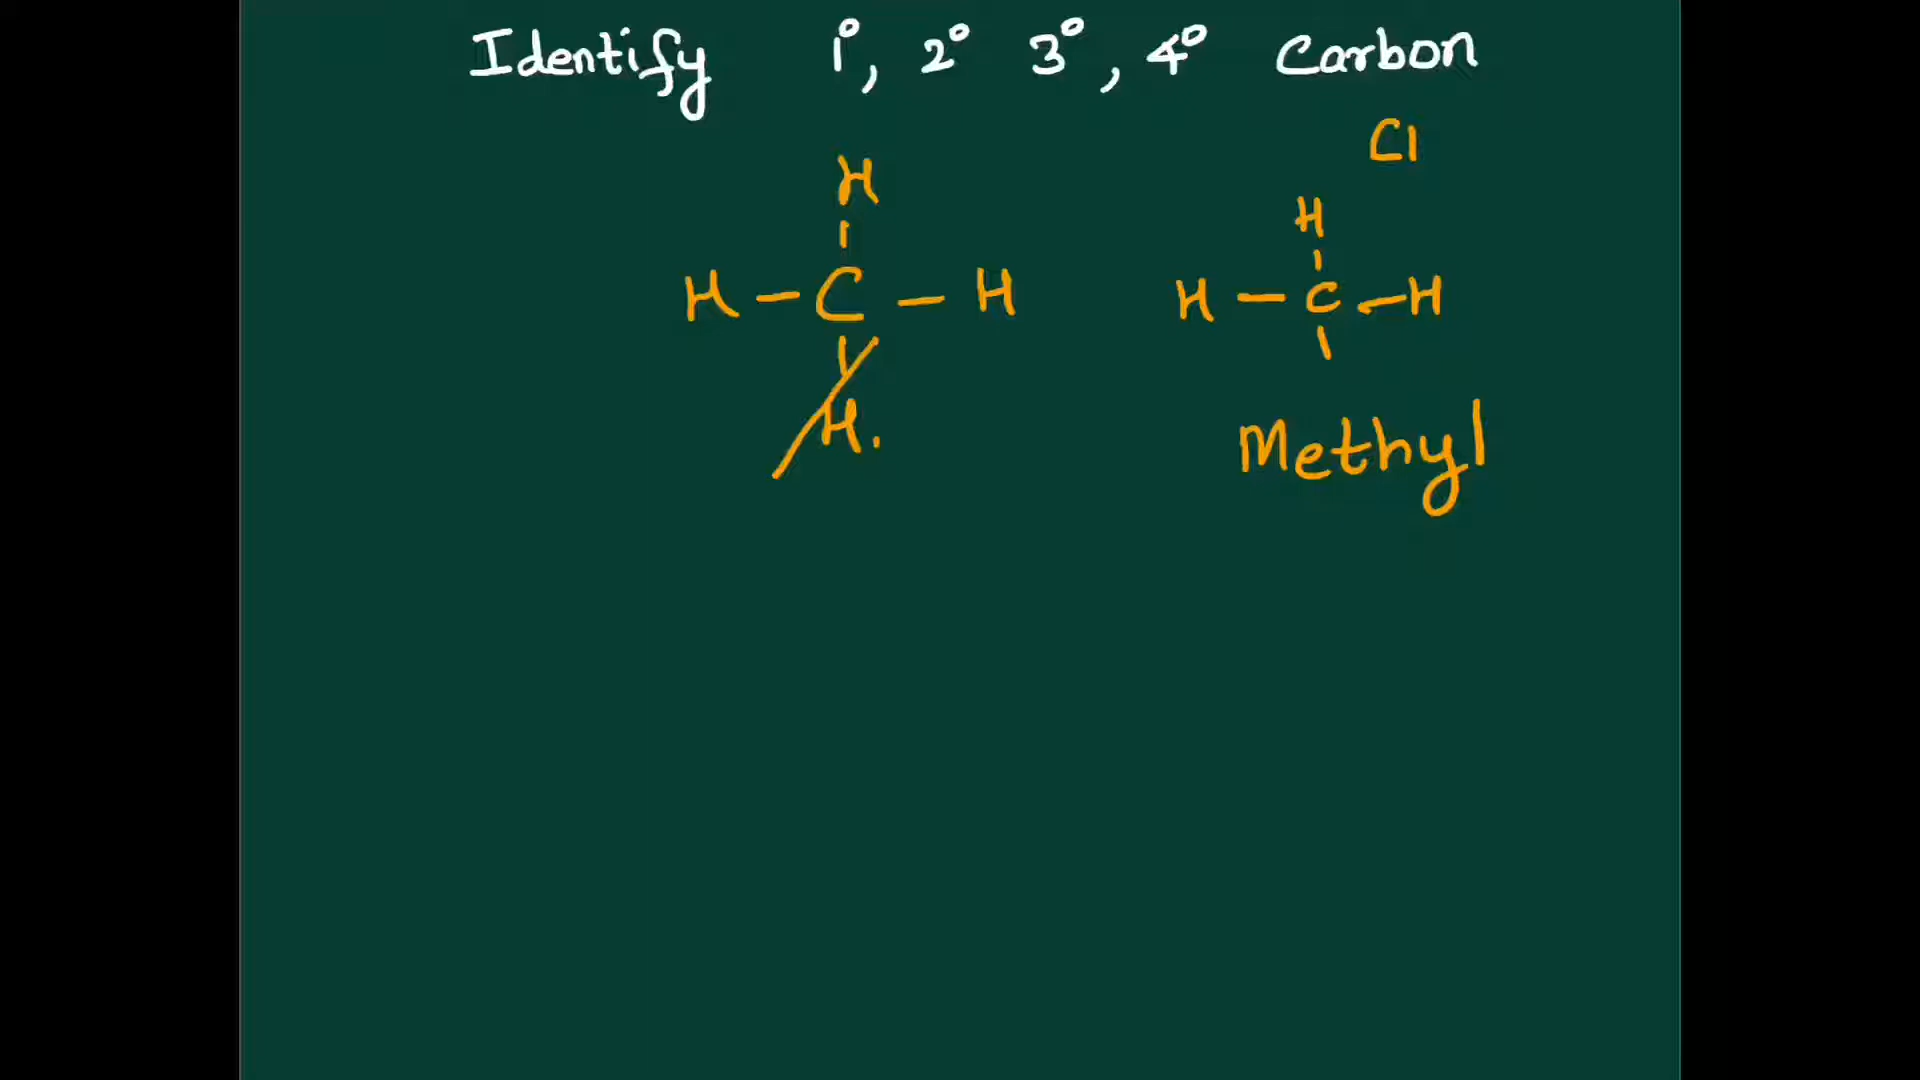 Identify 1°, 2° 3°, 4° Carbon
Cl
H H
H – C – H H – C – H
H.
Methyl